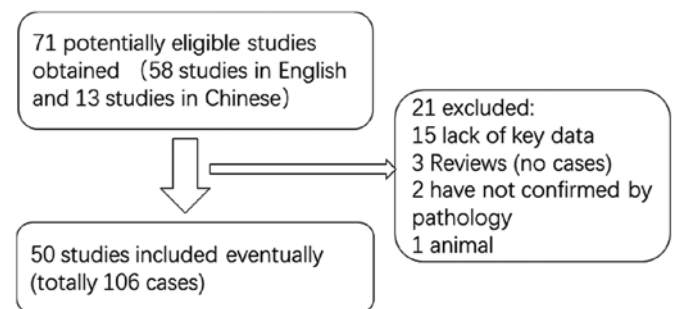 71 potentially eligible studies
obtained （58 studies in English
and 13 studies in Chinese）
21 excluded:
15 lack of key data
3 Reviews (no cases)
2 have not confirmed by
pathology
1 animal
50 studies included eventually
(totally 106 cases)